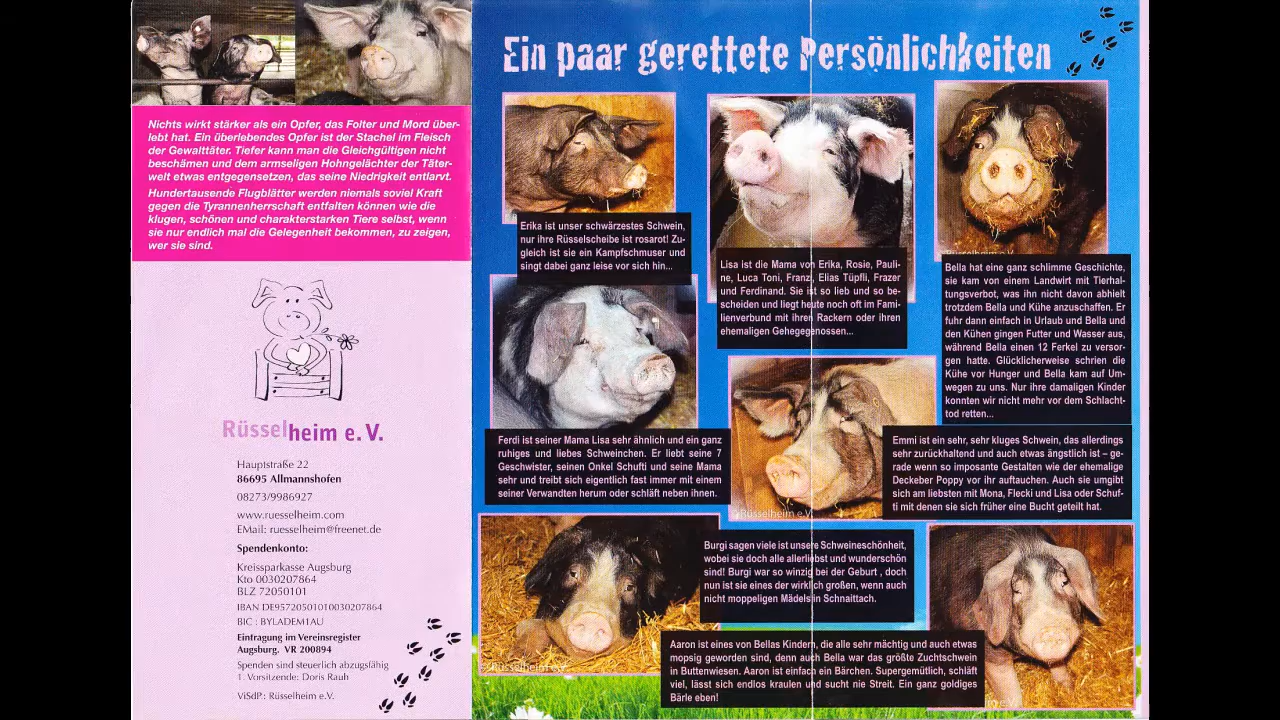 Nichts wirkt stärker als ein Opfer, das Folter und Mord über-
lebt hat. Ein überlebendes Opfer ist der Stachel im Fleisch
der Gewalttäter. Tiefer kann man die Gleichgültigen nicht
beschämen und dem armseligen Hohngelächter der Täter-
welt etwas entgegensetzen, das seine Niedrigkeit entlarvt.
Hundertausende Flugblätter werden niemals soviel Kraft
gegen die Tyrannenherrschaft entfalten können wie die
klugen, schönen und charakterstarken Tiere selbst, wenn
sie nur endlich mal die Gelegenheit bekommen, zu zeigen,
wer sie sind.
Rüsselheim e. V.
Hauptstraße 22
86695 Allmannshofen
08273/9986927
www.ruesselheim.com
EMail: ruesselheim@freenet.de
Spendenkonto:
Kreissparkasse Augsburg
Kto 0030207864
BLZ 72050101
IBAN DE95720501010030207864
BIC : BYLADEM1AU
Eintragung im Vereinsregister
Augsburg. VR 200894
Spenden sind steuerlich abzugsfähig
1. Vorsitzende: Doris Rauh
ViSdP.: Rüsselheim e.V.
Ein paar gerettete Persönlichkeiten
Erika ist unser schwärzestes Schwein,
nur ihre Rüsselscheibe ist rosarot! Zu-
gleich ist sie ein Kampfschmuser und
singt dabei ganz leise vor sich hin...
Lisa ist die Mama von Erika, Rosie, Pauli-
ne, Luca Toni, Franzi, Elias Tüpfli, Frazer
und Ferdinand. Sie ist so lieb und so be-
scheiden und liegt heute noch oft im Fami-
lienverbund mit ihren Rackern oder ihren
ehemaligen Gehegegenossen...
Rüsselheim e.V.
Bella hat eine ganz schlimme Geschichte,
sie kam von einem Landwirt mit Tierhal-
tungsverbot, was ihn nicht davon abhielt
trotzdem Bella und Kühe anzuschaffen. Er
fuhr dann einfach in Urlaub und Bella und
den Kühen gingen Futter und Wasser aus,
während Bella einen 12 Ferkel zu versor-
gen hatte. Glücklicherweise schrien die
Kühe vor Hunger und Bella kam auf Um-
wegen zu uns. Nur ihre damaligen Kinder
konnten wir nicht mehr vor dem Schlacht-
tod retten...
Ferdi ist seiner Mama Lisa sehr ähnlich und ein ganz
ruhiges und liebes Schweinchen. Er liebt seine 7
Geschwister, seinen Onkel Schufti und seine Mama
sehr und treibt sich eigentlich fast immer mit einem
seiner Verwandten herum oder schläft neben ihnen.
Rüsselheim e.V.
Emmi ist ein sehr, sehr kluges Schwein, das allerdings
sehr zurückhaltend und auch etwas ängstlich ist – ge-
rade wenn so imposante Gestalten wie der ehemalige
Deckeber Poppy vor ihr auftauchen. Auch sie umgibt
sich am liebsten mit Mona, Flecki und Lisa oder Schuf-
ti mit denen sie sich früher eine Bucht geteilt hat.
Burgi sagen viele ist unsere Schweineschönheit,
wobei sie doch alle allerliebst und wunderschön
sind! Burgi war so winzig bei der Geburt , doch
nun ist sie eines der wirklich großen, wenn auch
nicht moppeligen Mädels in Schnaittach.
© Rüsselheim e.V.
Aaron ist eines von Bellas Kindern, die alle sehr mächtig und auch etwas
mopsig geworden sind, denn auch Bella war das größte Zuchtschwein
in Buttenwiesen. Aaron ist einfach ein Bärchen. Supergemütlich, schläft
viel, lässt sich endlos kraulen und sucht nie Streit. Ein ganz goldiges
Bärle eben!
e.V.